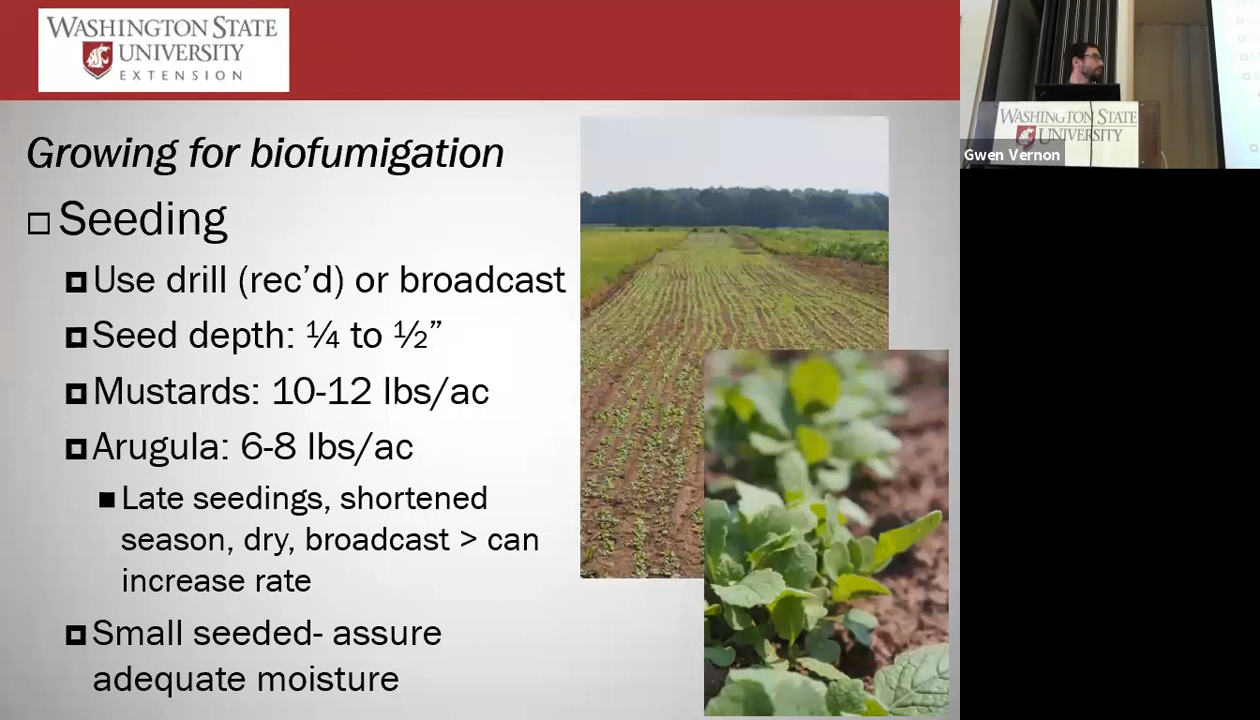 WASHINGTON STATE
UNIVERSITY
EXTENSION
Growing for biofumigation
Seeding
Use drill (rec’d) or broadcast
Seed depth: ¼ to ½”
Mustards: 10-12 lbs/ac
Arugula: 6-8 lbs/ac
Late seedings, shortened
season, dry, broadcast > can
increase rate
Small seeded- assure
adequate moisture
WASHINGTON STATE
UNIVERSITY
Gwen Vernon